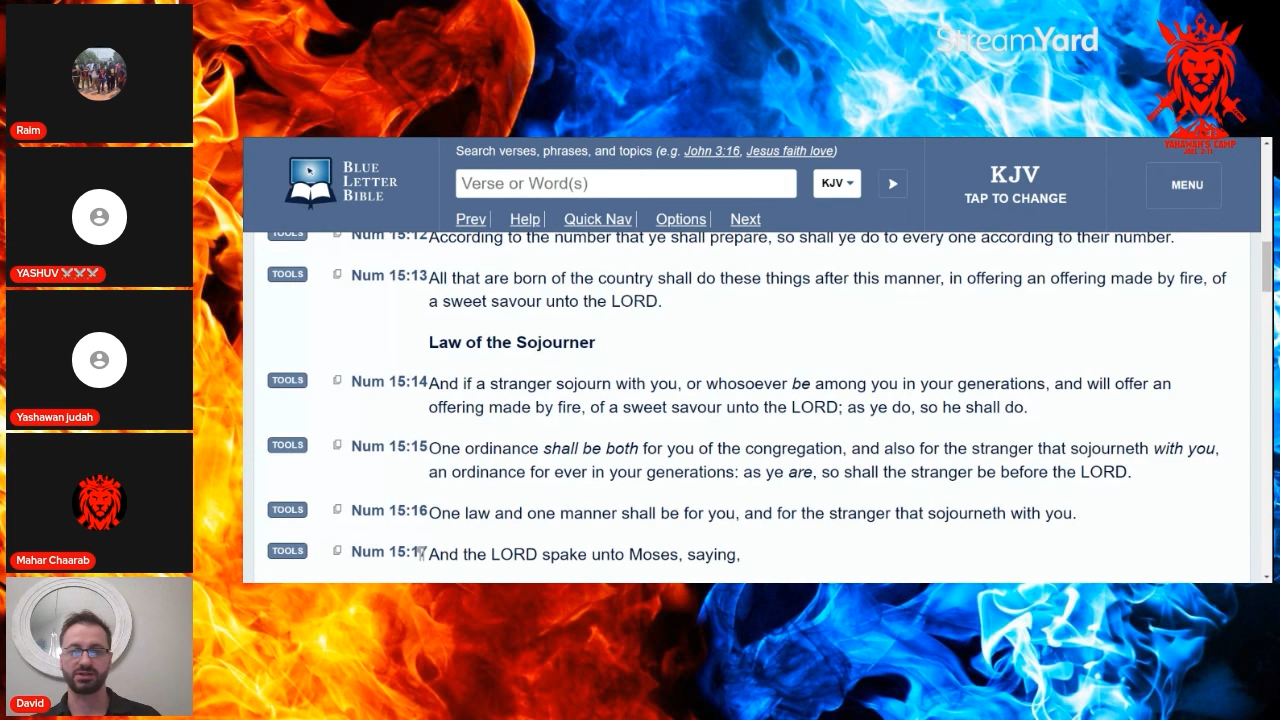 Raim
YASHUV
Yashawan judah
Mahar Chaarab
David
StreamYard
YAHAWAH'S CAMP
BLUE
LETTER
BIBLE
Search verses, phrases, and topics (e.g. John 3:16, Jesus faith love)
Verse or Word(s)
KJV
Prev Help Quick Nav Options Next
KJV
TAP TO CHANGE
MENU
TOOLS Num 15:12 According to the number that ye shall prepare, so shall ye do to every one according to their number.
TOOLS Num 15:13 All that are born of the country shall do these things after this manner, in offering an offering made by fire, of
a sweet savour unto the LORD.
Law of the Sojourner
TOOLS Num 15:14 And if a stranger sojourn with you, or whosoever be among you in your generations, and will offer an
offering made by fire, of a sweet savour unto the LORD; as ye do, so he shall do.
TOOLS Num 15:15 One ordinance shall be both for you of the congregation, and also for the stranger that sojourneth with you,
an ordinance for ever in your generations: as ye are, so shall the stranger be before the LORD.
TOOLS Num 15:16 One law and one manner shall be for you, and for the stranger that sojourneth with you.
TOOLS Num 15:17 ¶ And the LORD spake unto Moses, saying,